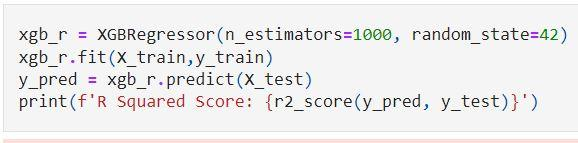 xgb_r = XGBRegressor(n_estimators=1000, random_state=42)
xgb_r.fit(X_train,y_train)
y_pred = xgb_r.predict(X_test)
print(f'R Squared Score: {r2_score(y_pred, y_test)}')